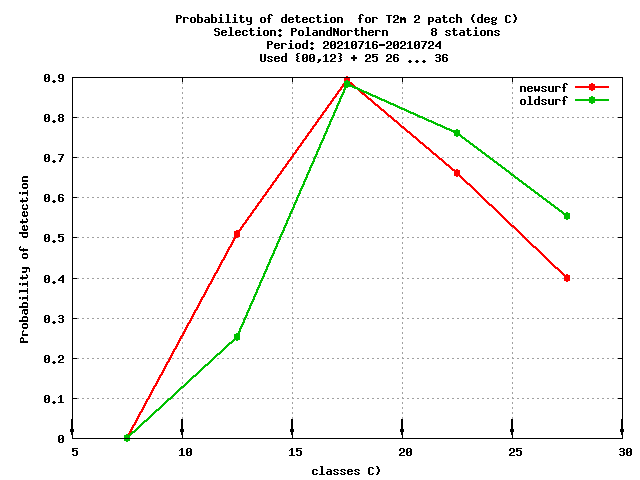 Probability of detection  for T2m 2 patch (deg C)
Selection: PolandNorthern      8 stations
Period: 20210716-20210724
Used {00,12} + 25 26 ... 36
newsurf
oldsurf
Probability of detection
0.9
0.8
0.7
0.6
0.5
0.4
0.3
0.2
0.1
0
5 10 15 20 25 30
classes C)